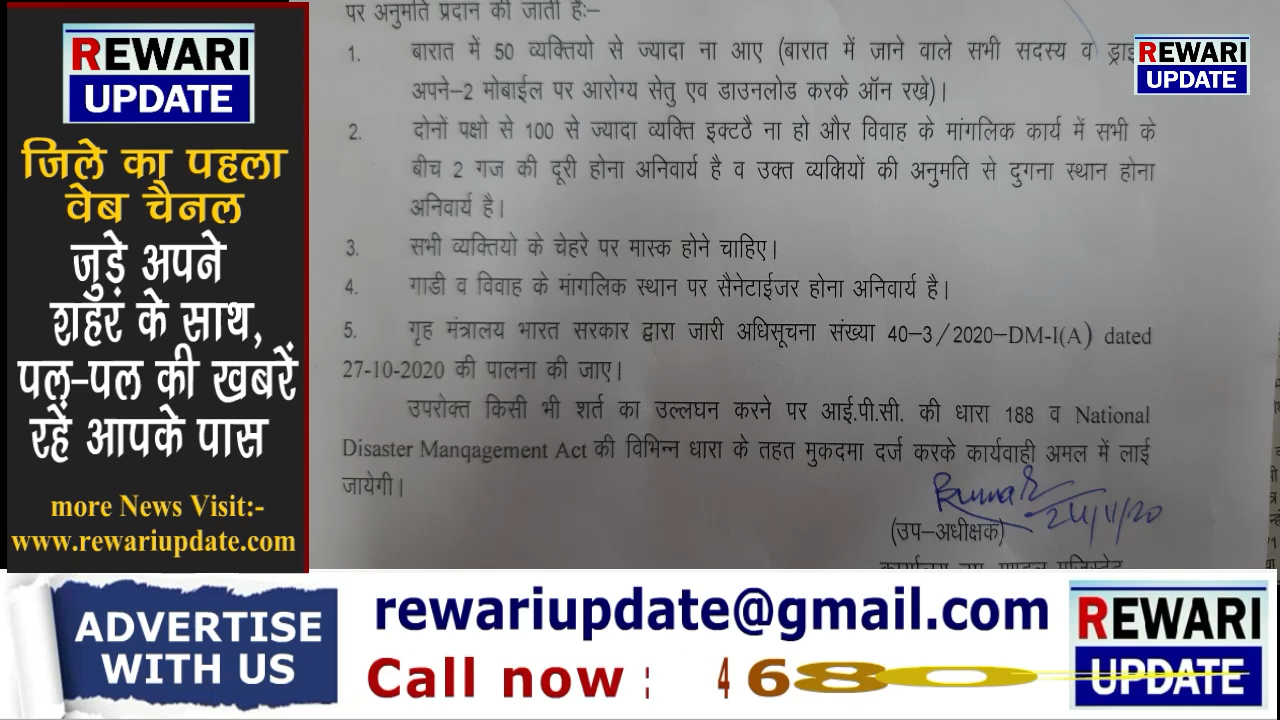 REWARI
UPDATE
जिले का पहला
वेब चैनल
जुड़े अपने
शहर के साथ,
पल-पल की खबरें
रहें आपके पास
more News Visit:-
www.rewariupdate.com
पर अनुमति प्रदान की जाती हैः–
1. बारात में 50 व्यक्तियो से ज्यादा ना आए (बारात में जाने वाले सभी सदस्य व
अपने–2 मोबाईल पर आरोग्य सेतु एव डाउनलोड करके ऑन रखे)।
2. दोनों पक्षो से 100 से ज्यादा व्यक्ति इक्टठै ना हो और विवाह के मांगलिक कार्य में सभी के
बीच 2 गज की दूरी होना अनिवार्य है व उक्त व्यकियों की अनुमति से दुगना स्थान होना
अनिवार्य है।
3. सभी व्यक्तियो के चेहरे पर मास्क होने चाहिए।
4. गाडी व विवाह के मांगलिक स्थान पर सैनेटाईजर होना अनिवार्य है।
5. गृह मंत्रालय भारत सरकार द्वारा जारी अधिसूचना संख्या 40–3/2020–DM-I(A) dated
27-10-2020 की पालना की जाए।
उपरोक्त किसी भी शर्त का उल्लघन करने पर आई.पी.सी. की धारा 188 व National
Disaster Manqagement Act की विभिन्न धारा के तहत मुकदमा दर्ज करके कार्यवाही अमल में लाई
जायेगी।
24/11/20
(उप–अधीक्षक)
REWARI
UPDATE
ADVERTISE
WITH US
rewariupdate@gmail.com
Call now : 4680
REWARI
UPDATE